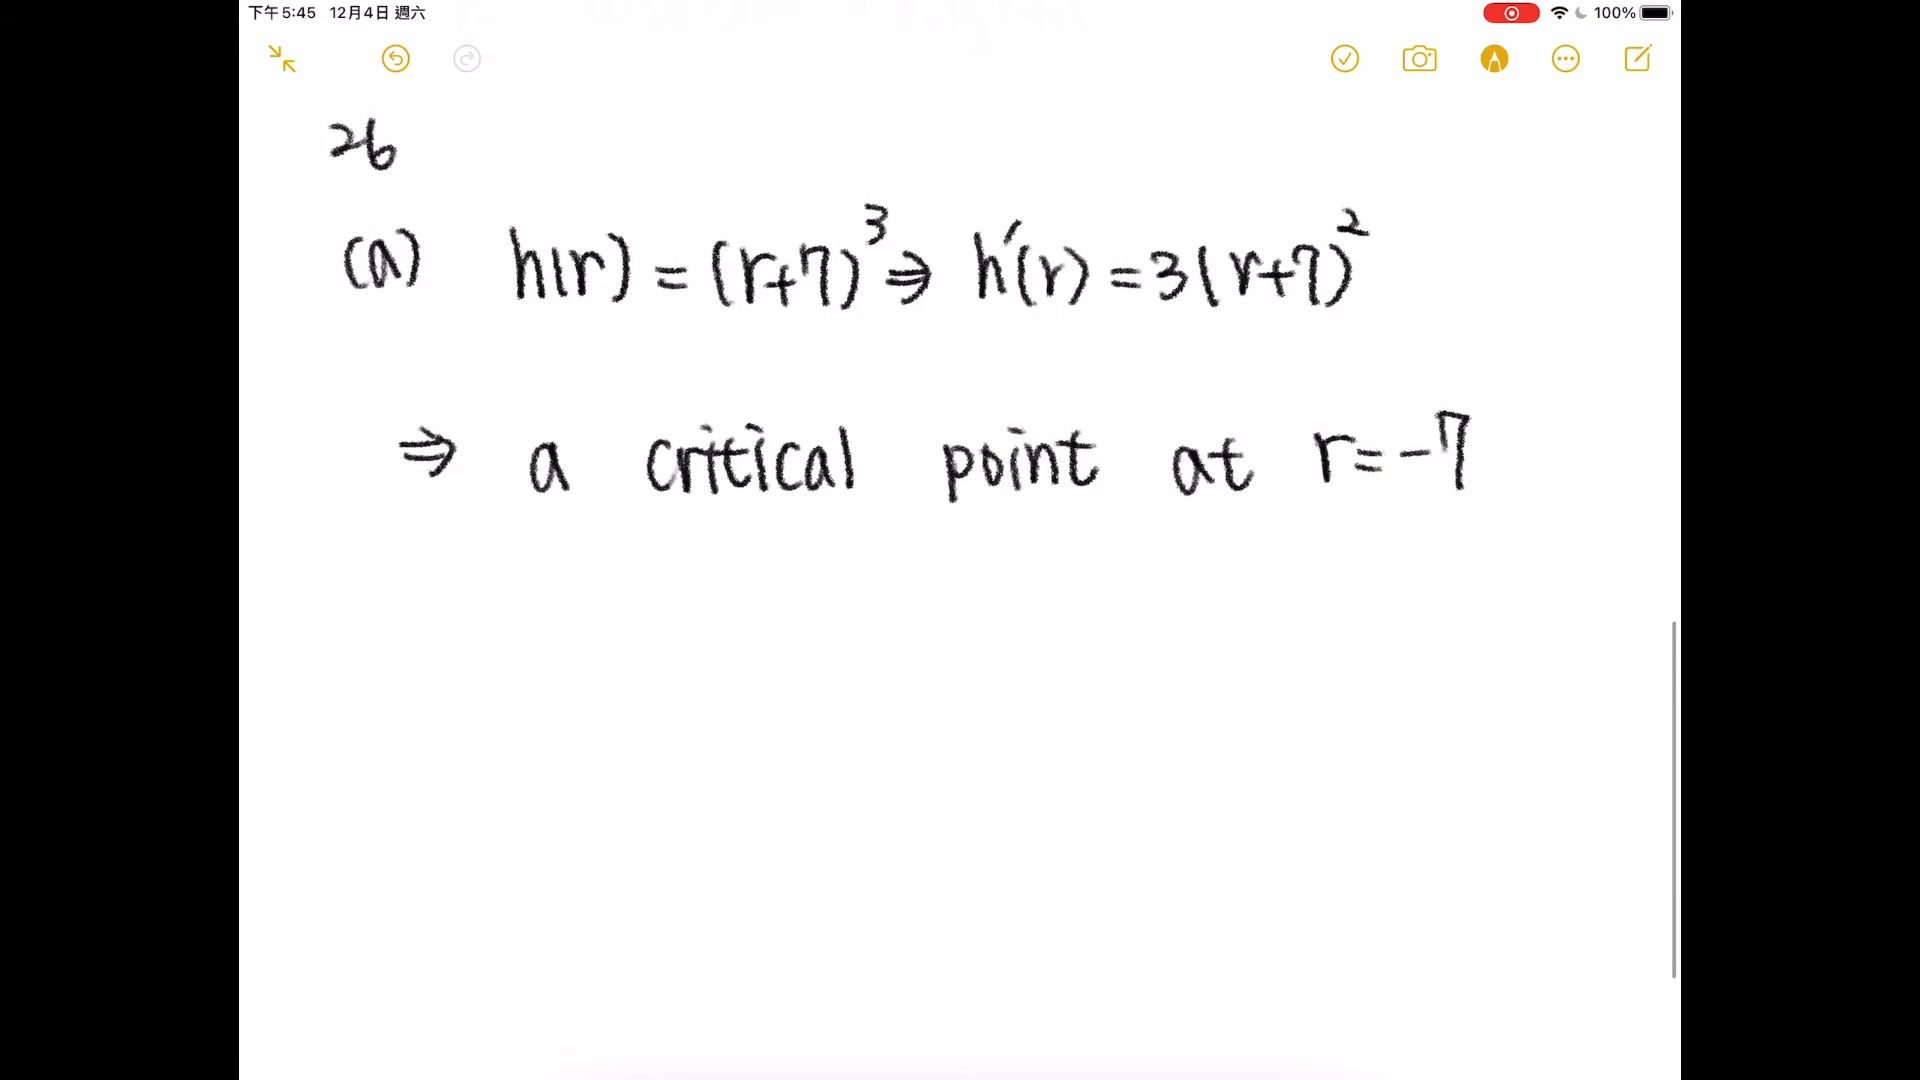 下午5:45 12月4日 週六 100%
26
(a) h(r) = (r+7)³ ⇒ h′(r) = 3(r+7)²
⇒ a critical point at r = -7